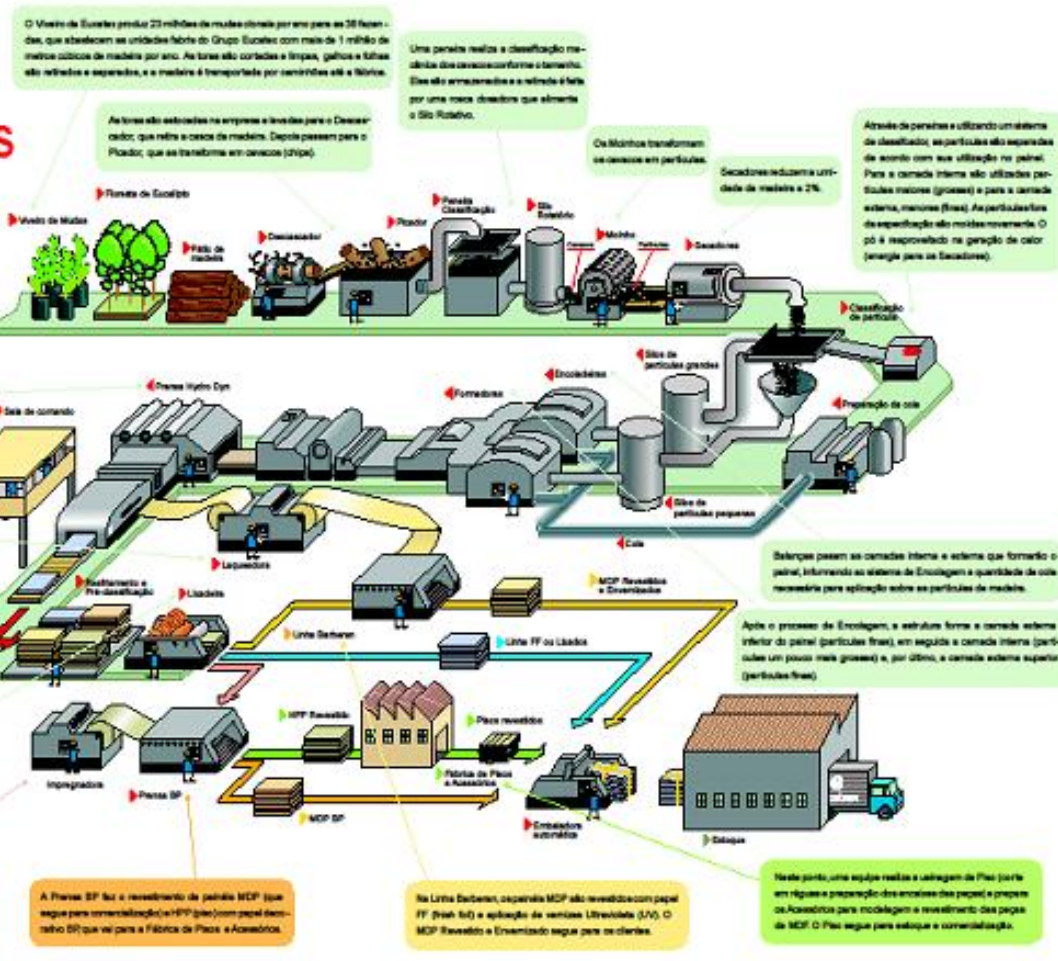 O Viveiro da Eucatex produz 23 milhões de mudas clonais por ano para as 38 fazen-
das, que abastecem as unidades fabris do Grupo Eucatex com mais de 1 milhão de
metros cúbicos de madeira por ano. As toras são cortadas e limpas, galhos e folhas
são retirados e separados, e a madeira é transportada por caminhões até a fábrica.
Uma peneira realiza a classificação me-
cânica dos cavacos conforme o tamanho.
Eles são armazenados e a retirada é feita
por uma rosca dosadora que alimenta
o Silo Rotativo.
As toras são estocadas na empresa e levadas para o Descas-
cador, que retira a casca da madeira. Depois passam para o
Picador, que as transforma em cavacos (chips).
Os Moinhos transformam
os cavacos em partículas.
Secadores reduzem a umi-
dade da madeira a 2%.
Através de peneiras e utilizando um sistema
de classificador, as partículas são separadas
de acordo com sua utilização no painel.
Para a camada interna são utilizadas par-
tículas maiores (grossas) e para a camada
externa, menores (finas). As partículas fora
da especificação são moídas novamente. O
pó é reaproveitado na geração de calor
(energia para os Secadores).
S
Viveiro de Mudas
Floresta de Eucalipto
Pátio de
madeira
Descascador
Picador
Peneira
Classificação
Silo
Rotatório
Cavacos
Moinho
Partículas
Secadores
Classificação
de partícula
Sala de comando
Prensa Hydro Dyn
Formadoras
Encoladeiras
Silos de
partículas grandes
Preparação da cola
Silos de
partículas pequenas
Cola
Laqueadora
Resfriamento e
Pré-classificação
Lixadeira
Linha Barberan
MDP Revestidos
e Envernizados
Linha FF ou Lixados
Balanças pesam as camadas interna e externa que formarão o
painel, informando ao sistema de Encolagem a quantidade de cola
necessária para aplicação sobre as partículas de madeira.
Após o processo de Encolagem, a estrutura forma a camada externa
inferior do painel (partículas finas), em seguida a camada interna (partí-
culas um pouco mais grossas) e, por último, a camada externa superior
(partículas finas).
Impregnadora
Prensa BP
HPP Revestido
MDP BP
Fábrica de Pisos
e Acessórios
Pisos revestidos
Embaladora
automática
Estoque
A Prensa BP faz o revestimento de painéis MDP (que
segue para comercialização) e HPP (piso) com papel deco-
rativo BP, que vai para a Fábrica de Pisos e Acessórios.
Na Linha Barberan, os painéis MDP são revestidos com papel
FF (finish foil) e aplicação de vernizes Ultravioleta (UV). O
MDP Revestido e Envernizado segue para os clientes.
Neste ponto, uma equipe realiza a usinagem de Piso (corte
em réguas e preparação dos encaixes das peças) e prepara
os Acessórios para modelagem e revestimento das peças
de MDF. O Piso segue para estoque e comercialização.